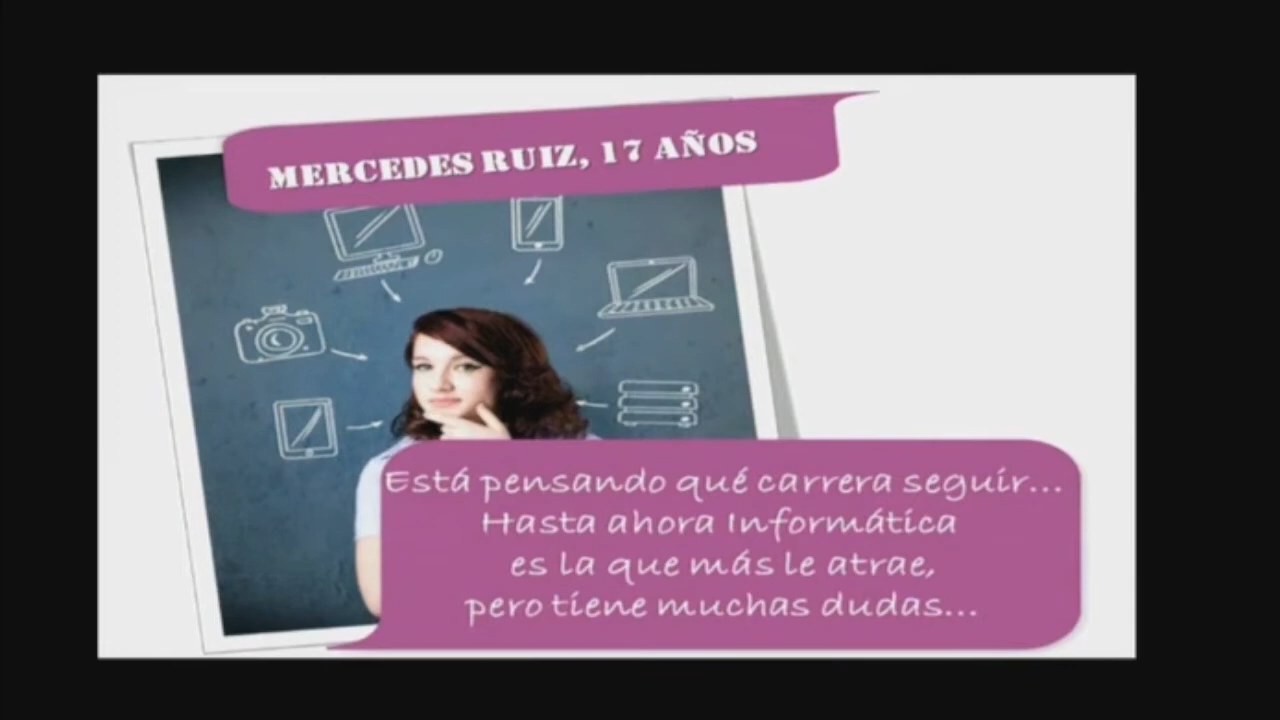 MERCEDES RUIZ, 17 AÑOS
Está pensando qué carrera seguir...
Hasta ahora Informática
es la que más le atrae,
pero tiene muchas dudas...